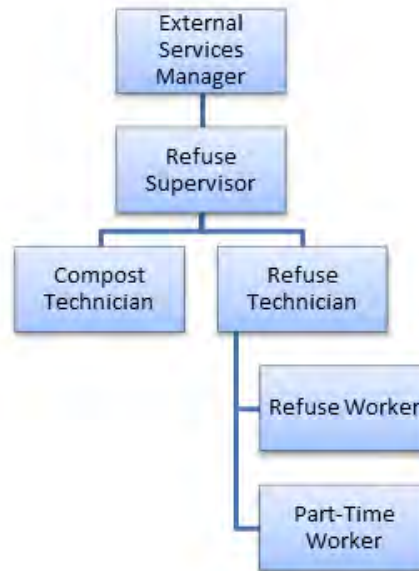 External
Services
Manager
Refuse
Supervisor
Compost
Technician
Refuse
Technician
Refuse Worker
Part-Time
Worker